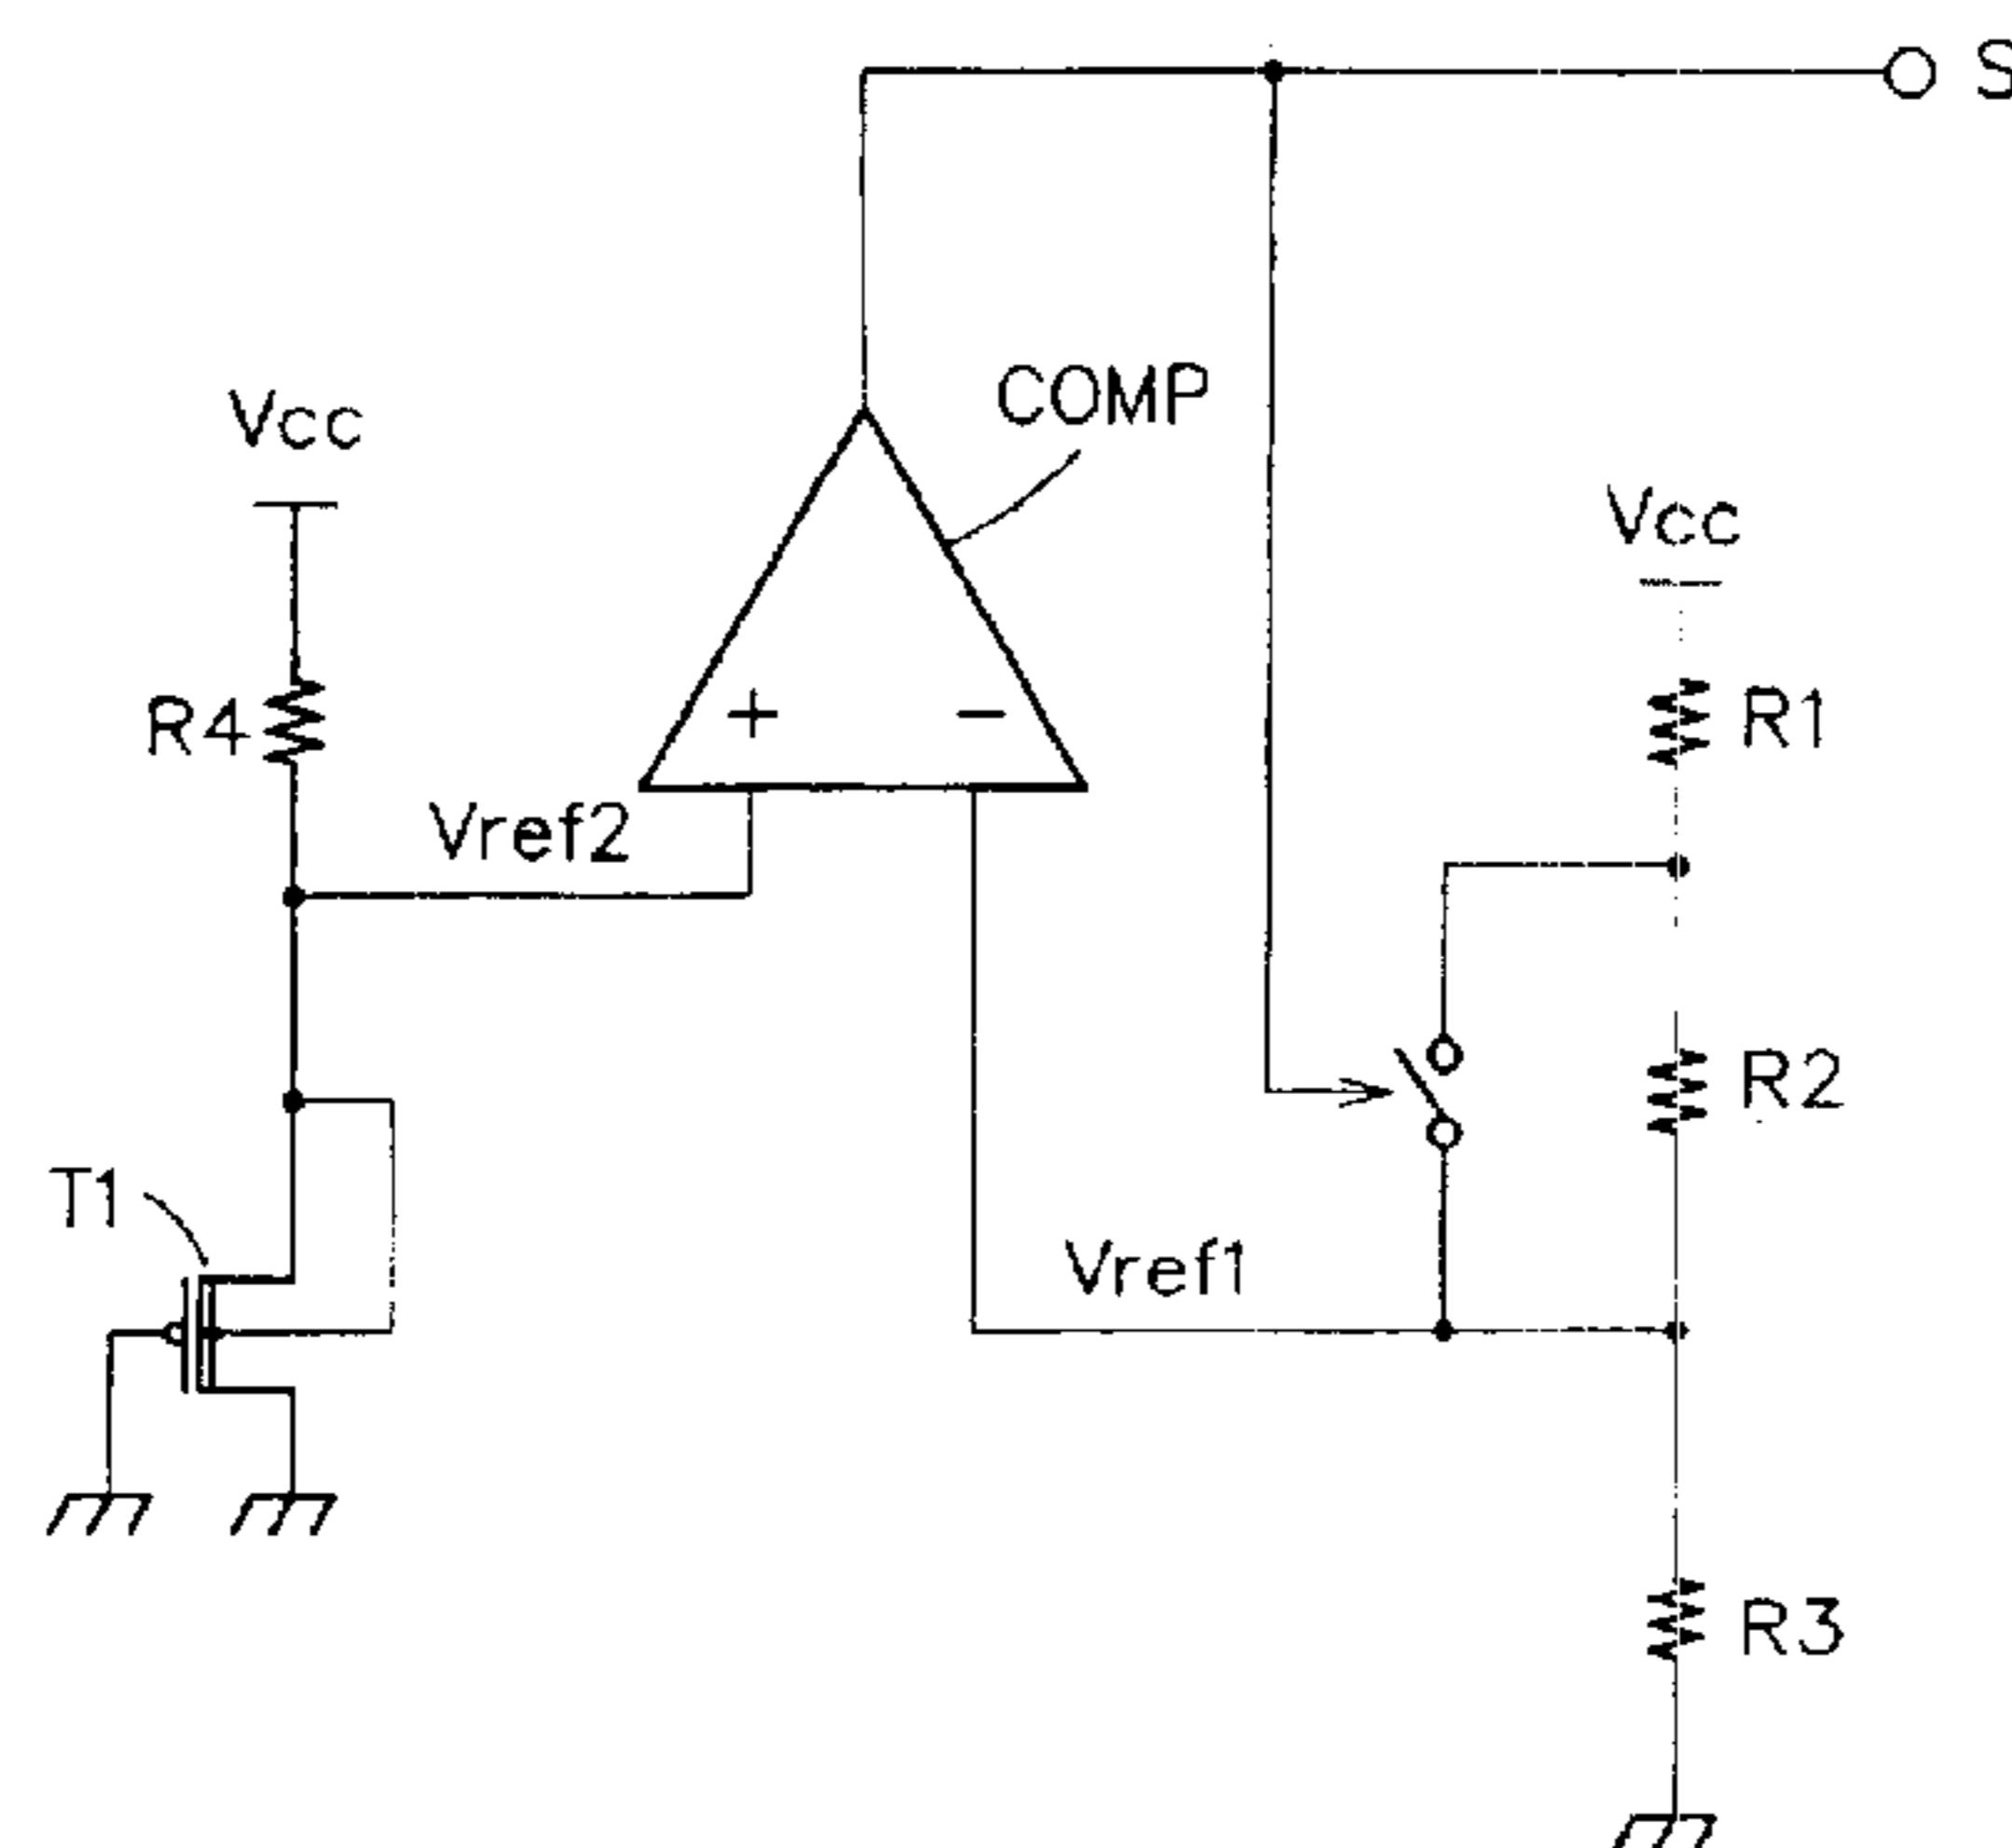 S
COMP
Vcc
Vcc
R4
R1
Vref2
R2
T1
Vref1
R3
+
−